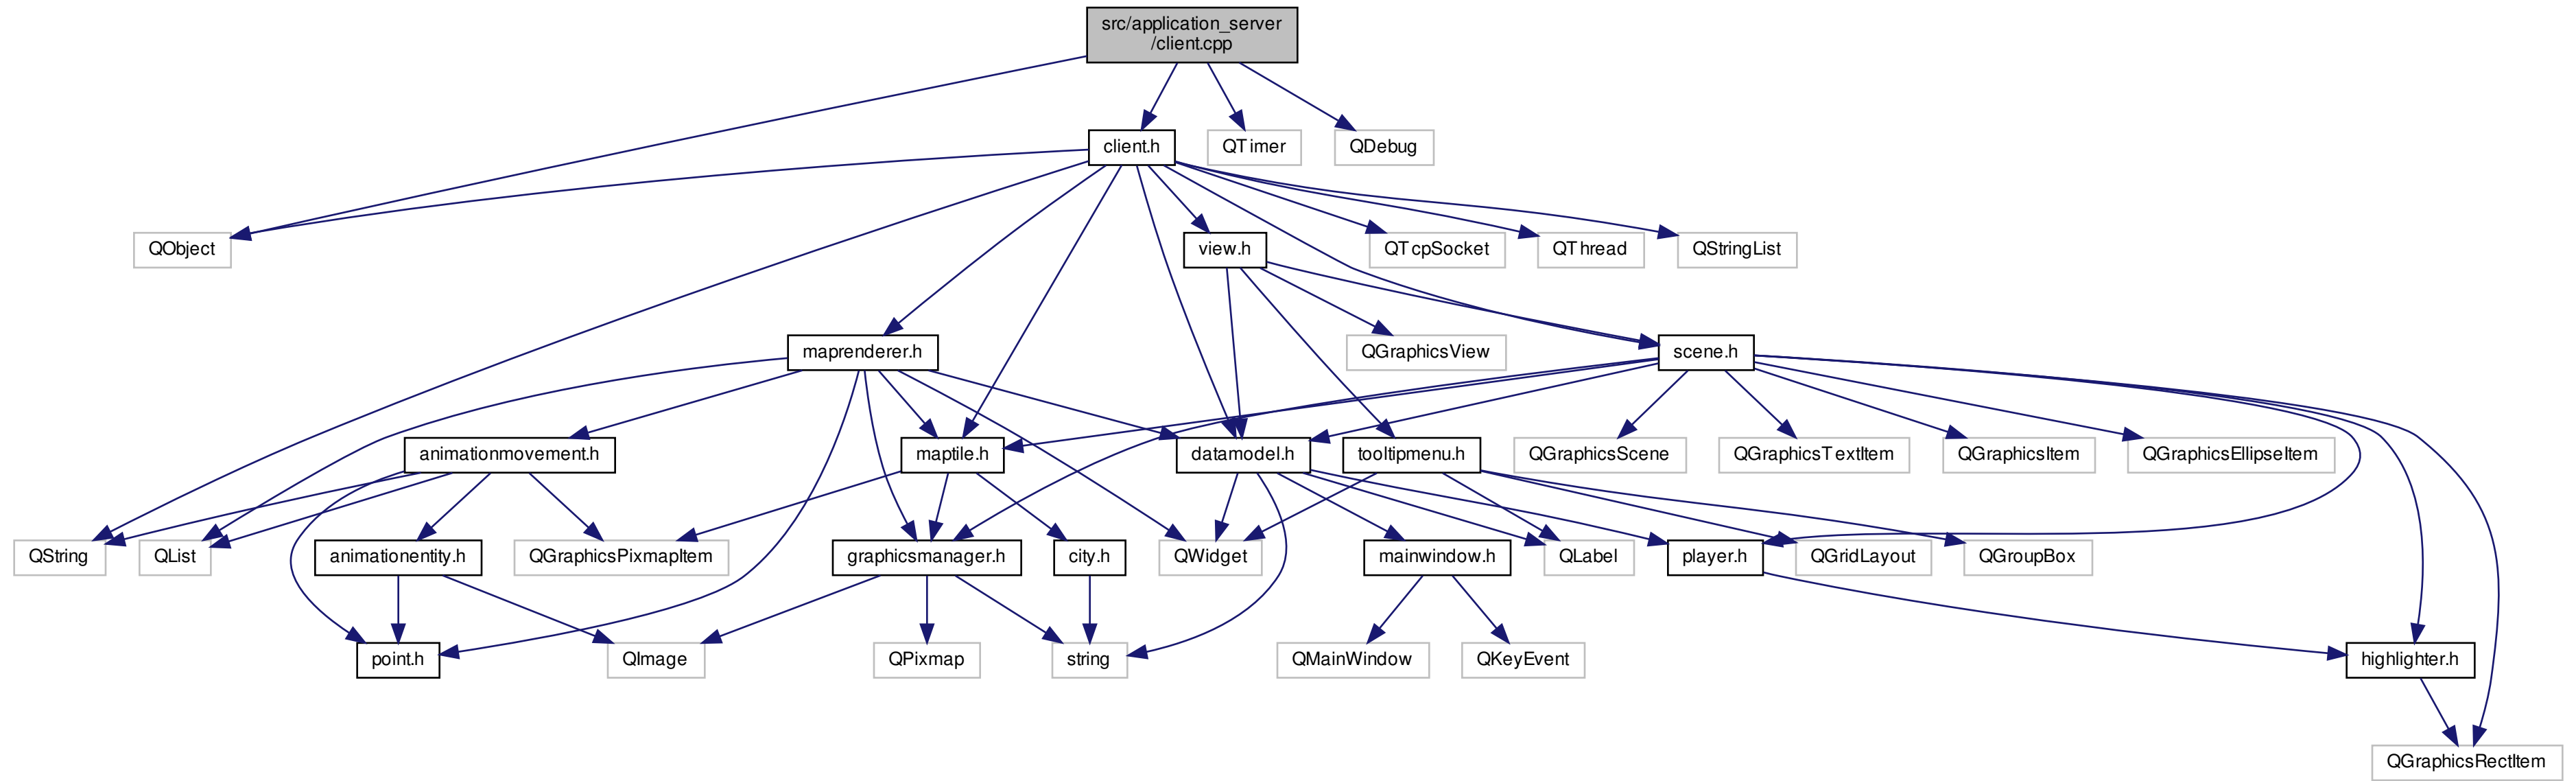 src/application_server
/client.cpp
client.h
QTimer
QDebug
QObject
view.h
QTcpSocket
QThread
QStringList
maprenderer.h
QGraphicsView
scene.h
animationmovement.h
maptile.h
datamodel.h
tooltipmenu.h
QGraphicsScene
QGraphicsTextItem
QGraphicsItem
QGraphicsEllipseItem
QString
QList
animationentity.h
QGraphicsPixmapItem
graphicsmanager.h
city.h
QWidget
mainwindow.h
QLabel
player.h
QGridLayout
QGroupBox
point.h
QImage
QPixmap
string
QMainWindow
QKeyEvent
highlighter.h
QGraphicsRectItem